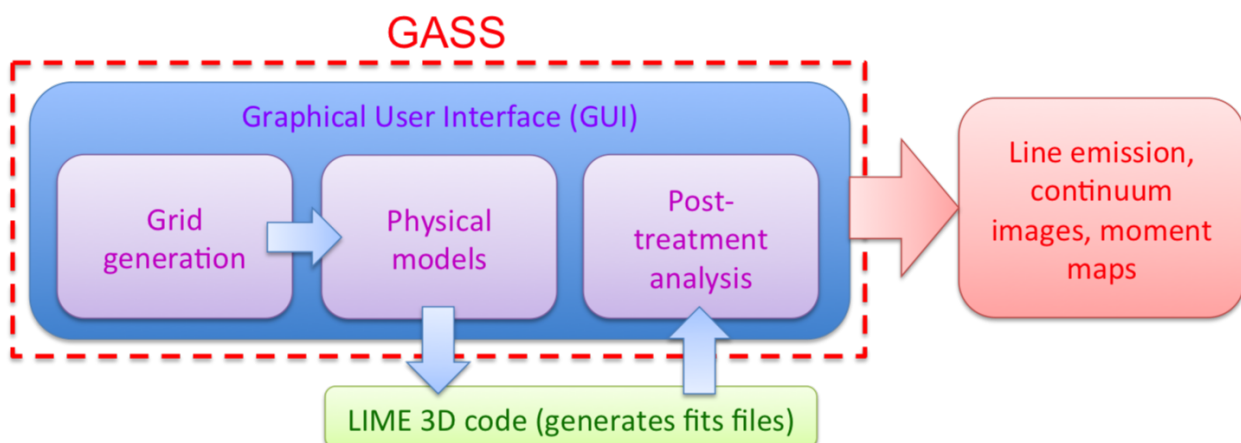 GASS
Graphical User Interface (GUI)
Grid
generation
Physical
models
Post-
treatment
analysis
Line emission,
continuum
images, moment
maps
LIME 3D code (generates fits files)